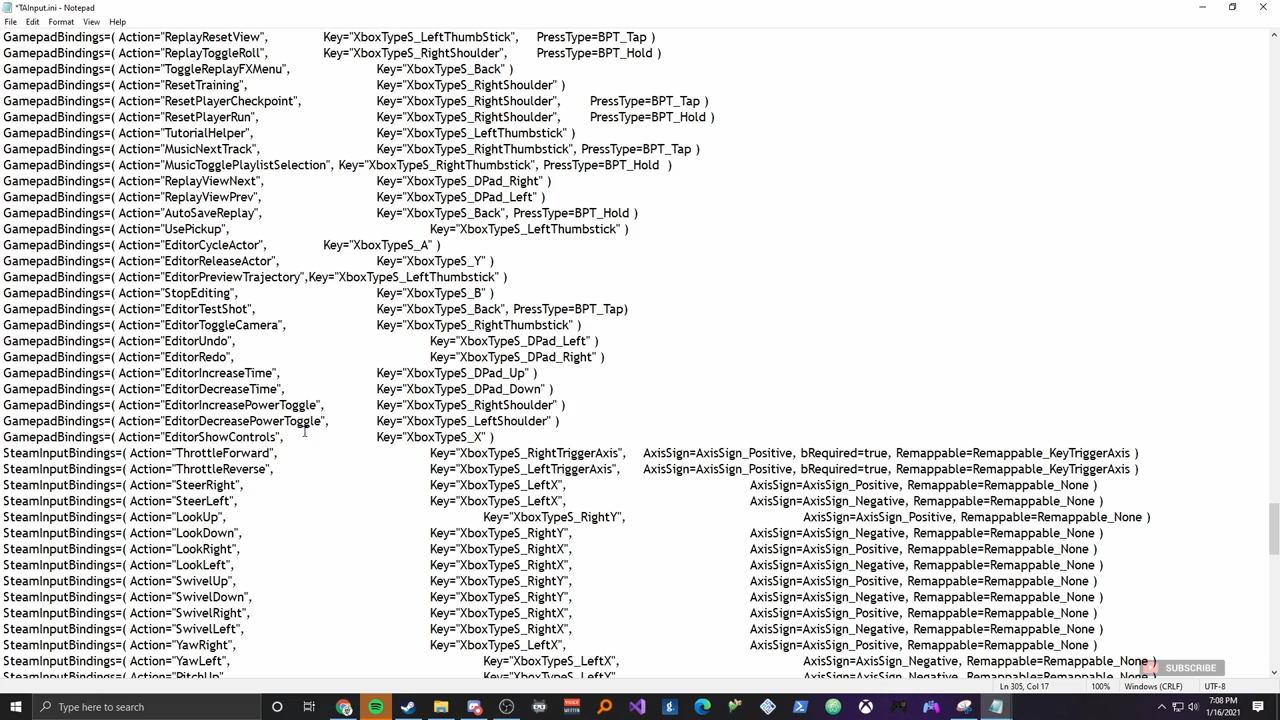 *TAInput.ini - Notepad
File Edit Format View Help
GamepadBindings=( Action="ReplayResetView", Key="XboxTypeS_LeftThumbStick", PressType=BPT_Tap )
GamepadBindings=( Action="ReplayToggleRoll", Key="XboxTypeS_RightShoulder", PressType=BPT_Hold )
GamepadBindings=( Action="ToggleReplayFXMenu", Key="XboxTypeS_Back" )
GamepadBindings=( Action="ResetTraining", Key="XboxTypeS_RightShoulder" )
GamepadBindings=( Action="ResetPlayerCheckpoint", Key="XboxTypeS_RightShoulder", PressType=BPT_Tap )
GamepadBindings=( Action="ResetPlayerRun", Key="XboxTypeS_RightShoulder", PressType=BPT_Hold )
GamepadBindings=( Action="TutorialHelper", Key="XboxTypeS_LeftThumbstick" )
GamepadBindings=( Action="MusicNextTrack", Key="XboxTypeS_RightThumbstick", PressType=BPT_Tap )
GamepadBindings=( Action="MusicTogglePlaylistSelection", Key="XboxTypeS_RightThumbstick", PressType=BPT_Hold )
GamepadBindings=( Action="ReplayViewNext", Key="XboxTypeS_DPad_Right" )
GamepadBindings=( Action="ReplayViewPrev", Key="XboxTypeS_DPad_Left" )
GamepadBindings=( Action="AutoSaveReplay", Key="XboxTypeS_Back", PressType=BPT_Hold )
GamepadBindings=( Action="UsePickup", Key="XboxTypeS_LeftThumbstick" )
GamepadBindings=( Action="EditorCycleActor", Key="XboxTypeS_A" )
GamepadBindings=( Action="EditorReleaseActor", Key="XboxTypeS_Y" )
GamepadBindings=( Action="EditorPreviewTrajectory",Key="XboxTypeS_LeftThumbstick" )
GamepadBindings=( Action="StopEditing", Key="XboxTypeS_B" )
GamepadBindings=( Action="EditorTestShot", Key="XboxTypeS_Back", PressType=BPT_Tap)
GamepadBindings=( Action="EditorToggleCamera", Key="XboxTypeS_RightThumbstick" )
GamepadBindings=( Action="EditorUndo", Key="XboxTypeS_DPad_Left" )
GamepadBindings=( Action="EditorRedo", Key="XboxTypeS_DPad_Right" )
GamepadBindings=( Action="EditorIncreaseTime", Key="XboxTypeS_DPad_Up" )
GamepadBindings=( Action="EditorDecreaseTime", Key="XboxTypeS_DPad_Down" )
GamepadBindings=( Action="EditorIncreasePowerToggle", Key="XboxTypeS_RightShoulder" )
GamepadBindings=( Action="EditorDecreasePowerToggle", Key="XboxTypeS_LeftShoulder" )
GamepadBindings=( Action="EditorShowControls", Key="XboxTypeS_X" )
SteamInputBindings=( Action="ThrottleForward", Key="XboxTypeS_RightTriggerAxis", AxisSign=AxisSign_Positive, bRequired=true, Remappable=Remappable_KeyTriggerAxis )
SteamInputBindings=( Action="ThrottleReverse", Key="XboxTypeS_LeftTriggerAxis", AxisSign=AxisSign_Positive, bRequired=true, Remappable=Remappable_KeyTriggerAxis )
SteamInputBindings=( Action="SteerRight", Key="XboxTypeS_LeftX", AxisSign=AxisSign_Positive, Remappable=Remappable_None )
SteamInputBindings=( Action="SteerLeft", Key="XboxTypeS_LeftX", AxisSign=AxisSign_Negative, Remappable=Remappable_None )
SteamInputBindings=( Action="LookUp", Key="XboxTypeS_RightY", AxisSign=AxisSign_Positive, Remappable=Remappable_None )
SteamInputBindings=( Action="LookDown", Key="XboxTypeS_RightY", AxisSign=AxisSign_Negative, Remappable=Remappable_None )
SteamInputBindings=( Action="LookRight", Key="XboxTypeS_RightX", AxisSign=AxisSign_Positive, Remappable=Remappable_None )
SteamInputBindings=( Action="LookLeft", Key="XboxTypeS_RightX", AxisSign=AxisSign_Negative, Remappable=Remappable_None )
SteamInputBindings=( Action="SwivelUp", Key="XboxTypeS_RightY", AxisSign=AxisSign_Positive, Remappable=Remappable_None )
SteamInputBindings=( Action="SwivelDown", Key="XboxTypeS_RightY", AxisSign=AxisSign_Negative, Remappable=Remappable_None )
SteamInputBindings=( Action="SwivelRight", Key="XboxTypeS_RightX", AxisSign=AxisSign_Positive, Remappable=Remappable_None )
SteamInputBindings=( Action="SwivelLeft", Key="XboxTypeS_RightX", AxisSign=AxisSign_Negative, Remappable=Remappable_None )
SteamInputBindings=( Action="YawRight", Key="XboxTypeS_LeftX", AxisSign=AxisSign_Positive, Remappable=Remappable_None )
SteamInputBindings=( Action="YawLeft", Key="XboxTypeS_LeftX", AxisSign=AxisSign_Negative, Remappable=Remappable_None )
SteamInputBindings=( Action="PitchUp", Key="XboxTypeS_LeftY", AxisSign=AxisSign_Positive, Remappable=Remappable_None )
SUBSCRIBE
Ln 305, Col 17 100% Windows (CRLF) UTF-8
Type here to search
7:08 PM
1/16/2021